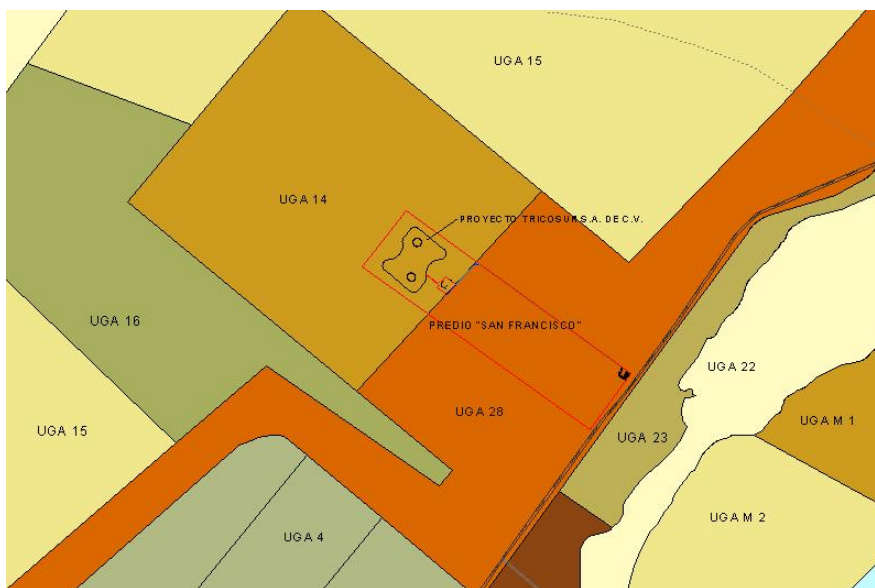 UGA 15
UGA 14
PROYECTO TRICOSUR S.A. DE C.V.
UGA 16
PREDIO "SAN FRANCISCO"
UGA 22
UGA 28
UGA M 1
UGA 15
UGA 23
UGA M 2
UGA 4